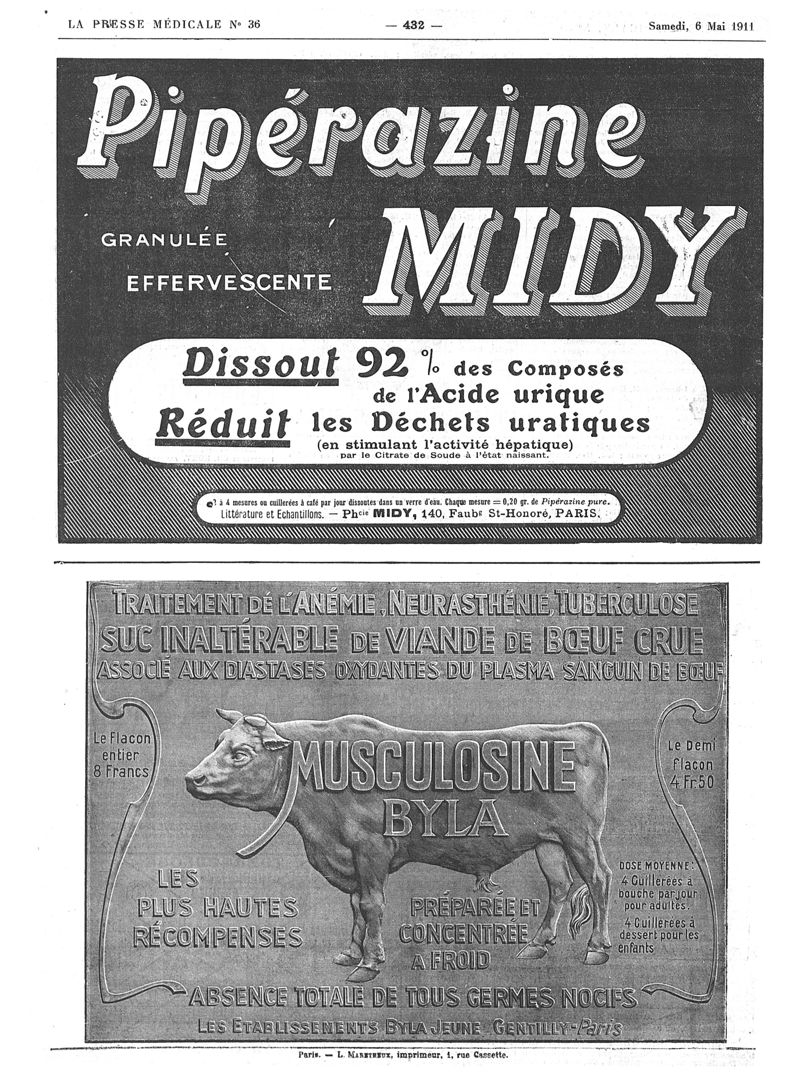 LA PRESSE MÉDICALE Nº 36 — 432 — Samedi, 6 Mai 1911
Pipérazine
MIDY
GRANULÉE
EFFERVESCENTE
Dissout 92 % des Composés
de l'Acide urique
Réduit les Déchets uratiques
(en stimulant l'activité hépatique)
par le Citrate de Soude à l'état naissant.
à 4 mesures ou cuillerées à café par jour dissoutes dans un verre d'eau. Chaque mesure = 0,20 gr. de Pipérazine pure.
Littérature et Echantillons. — Phcie MIDY, 140, Faubg St-Honoré, PARIS.
TRAITEMENT DE L'ANÉMIE, NEURASTHÉNIE, TUBERCULOSE
SUC INALTÉRABLE DE VIANDE DE BŒUF CRUE
ASSOCIÉ AUX DIASTASES OXYDANTES DU PLASMA SANGUIN DE BŒUF
Le Flacon
entier
8 Francs
Le Demi
flacon
4 Fr.50
MUSCULOSINE
BYLA
LES
PLUS HAUTES
RÉCOMPENSES
PRÉPARÉE ET
CONCENTRÉE
A FROID
DOSE MOYENNE:
4 Cuillerées à
bouche par jour
pour adultes.
4 Cuillerées à
dessert pour les
enfants
ABSENCE TOTALE DE TOUS GERMES NOCIFS
LES ETABLISSEMENTS BYLA JEUNE GENTILLY-Paris
Paris. — L. MARETHEUX, imprimeur, 1, rue Cassette.